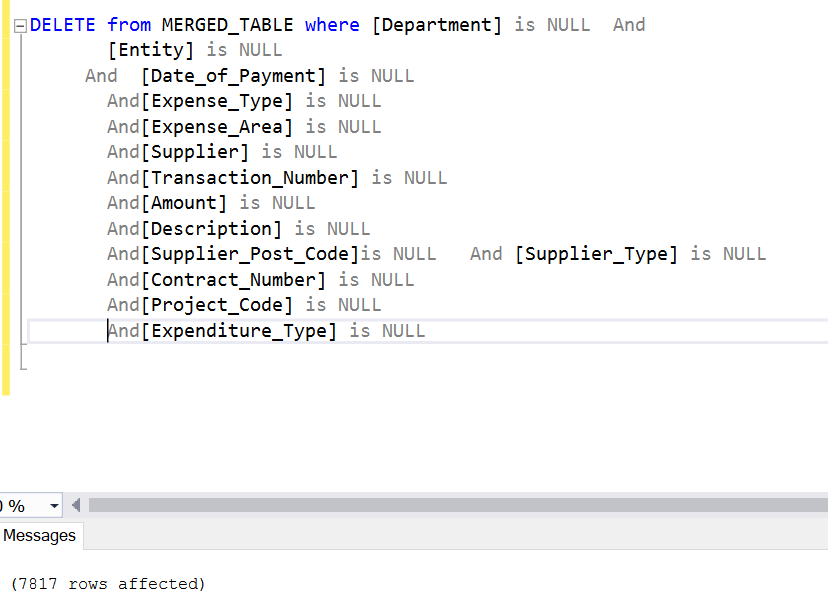 DELETE from MERGED_TABLE where [Department] is NULL And
[Entity] is NULL
And [Date_of_Payment] is NULL
And[Expense_Type] is NULL
And[Expense_Area] is NULL
And[Supplier] is NULL
And[Transaction_Number] is NULL
And[Amount] is NULL
And[Description] is NULL
And[Supplier_Post_Code]is NULL And [Supplier_Type] is NULL
And[Contract_Number] is NULL
And[Project_Code] is NULL
And[Expenditure_Type] is NULL
%
Messages
(7817 rows affected)